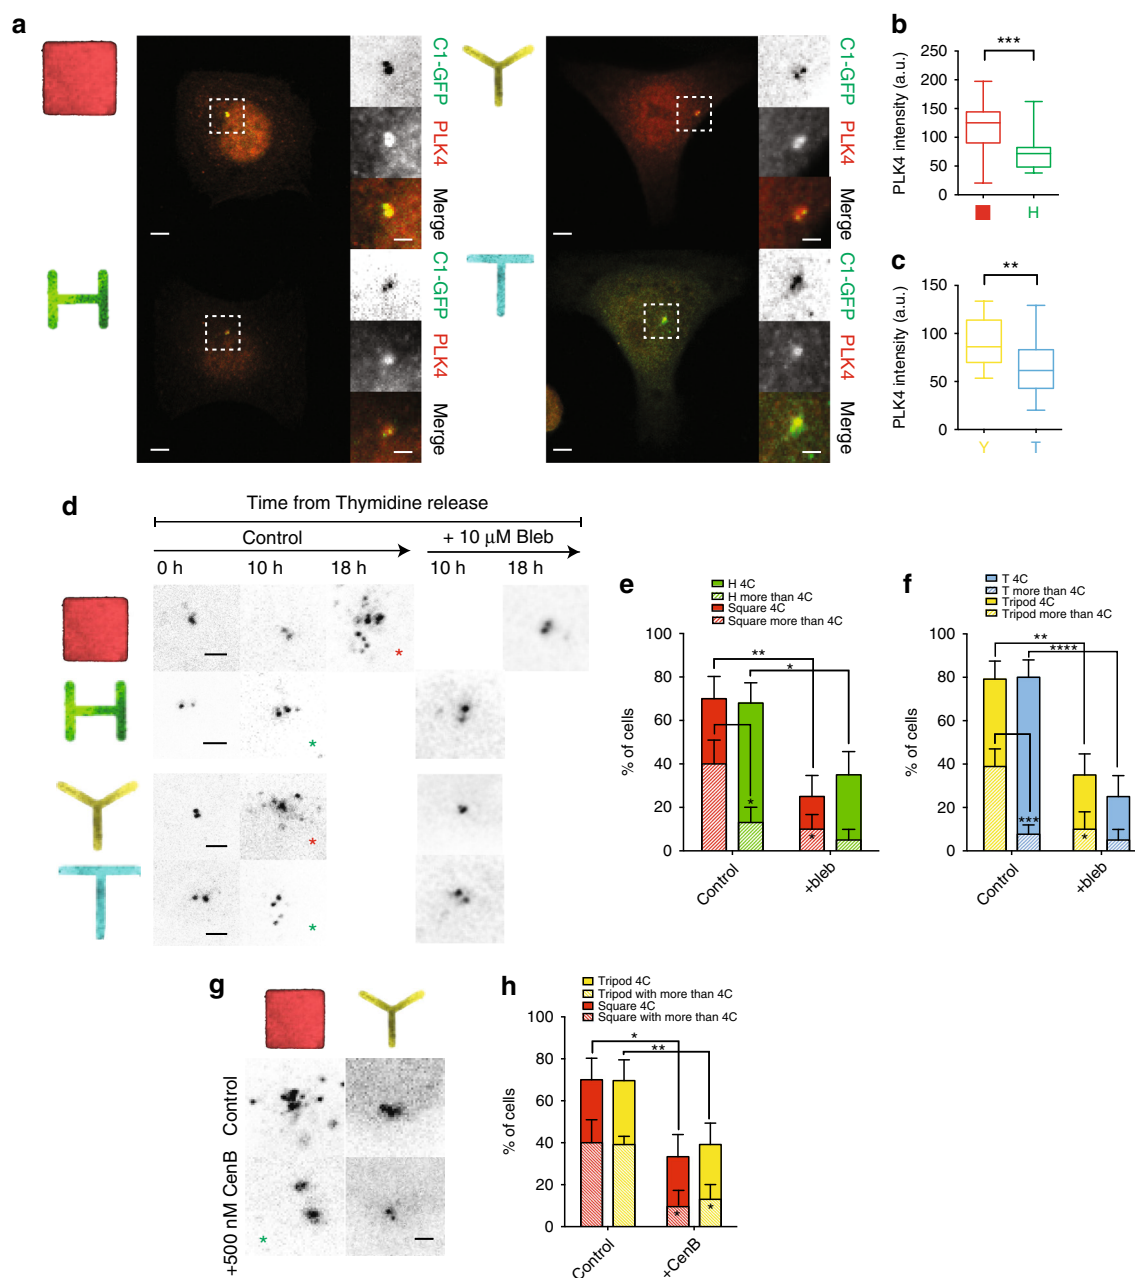 a
C1-GFP
PLK4
Merge
C1-GFP
PLK4
Merge
C1-GFP
PLK4
Merge
C1-GFP
PLK4
Merge
b
PLK4 intensity (a.u.)
250
200
150
100
50
0
***
H
c
PLK4 intensity (a.u.)
150
100
50
0
**
Y
T
d
Time from Thymidine release
Control
+ 10 µM Bleb
0 h
10 h
18 h
10 h
18 h
*
*
*
*
e
H 4C
H more than 4C
Square 4C
Square more than 4C
% of cells
100
80
60
40
20
0
**
*
*
*
Control
+bleb
f
T 4C
T more than 4C
Tripod 4C
Tripod more than 4C
% of cells
100
80
60
40
20
0
**
****
***
*
Control
+bleb
g
Control
+500 nM CenB
*
h
Tripod 4C
Tripod with more than 4C
Square 4C
Square with more than 4C
% of cells
100
80
60
40
20
0
*
**
*
*
Control
+CenB